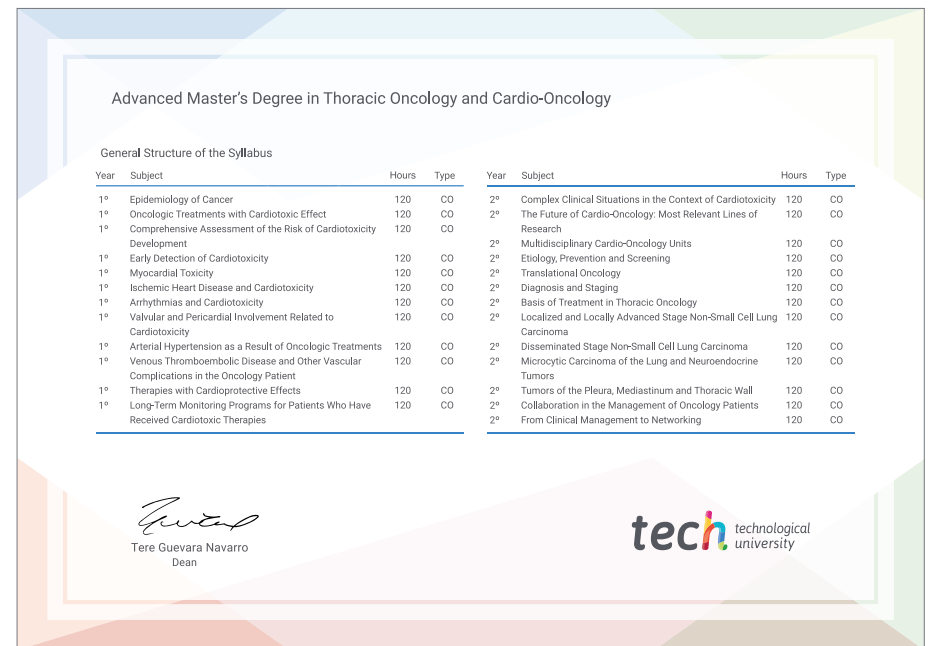 Advanced Master's Degree in Thoracic Oncology and Cardio-Oncology
General Structure of the Syllabus
Year Subject Hours Type
1º Epidemiology of Cancer 120 CO
1º Oncologic Treatments with Cardiotoxic Effect 120 CO
1º Comprehensive Assessment of the Risk of Cardiotoxicity 120 CO
Development
1º Early Detection of Cardiotoxicity 120 CO
1º Myocardial Toxicity 120 CO
1º Ischemic Heart Disease and Cardiotoxicity 120 CO
1º Arrhythmias and Cardiotoxicity 120 CO
1º Valvular and Pericardial Involvement Related to 120 CO
Cardiotoxicity
1º Arterial Hypertension as a Result of Oncologic Treatments 120 CO
1º Venous Thromboembolic Disease and Other Vascular 120 CO
Complications in the Oncology Patient
1º Therapies with Cardioprotective Effects 120 CO
1º Long-Term Monitoring Programs for Patients Who Have 120 CO
Received Cardiotoxic Therapies
Year Subject Hours Type
2º Complex Clinical Situations in the Context of Cardiotoxicity 120 CO
2º The Future of Cardio-Oncology: Most Relevant Lines of 120 CO
Research
2º Multidisciplinary Cardio-Oncology Units 120 CO
2º Etiology, Prevention and Screening 120 CO
2º Translational Oncology 120 CO
2º Diagnosis and Staging 120 CO
2º Basis of Treatment in Thoracic Oncology 120 CO
2º Localized and Locally Advanced Stage Non-Small Cell Lung 120 CO
Carcinoma
2º Disseminated Stage Non-Small Cell Lung Carcinoma 120 CO
2º Microcytic Carcinoma of the Lung and Neuroendocrine 120 CO
Tumors
2º Tumors of the Pleura, Mediastinum and Thoracic Wall 120 CO
2º Collaboration in the Management of Oncology Patients 120 CO
2º From Clinical Management to Networking 120 CO
Tere Guevara Navarro
Dean
tech technological
university